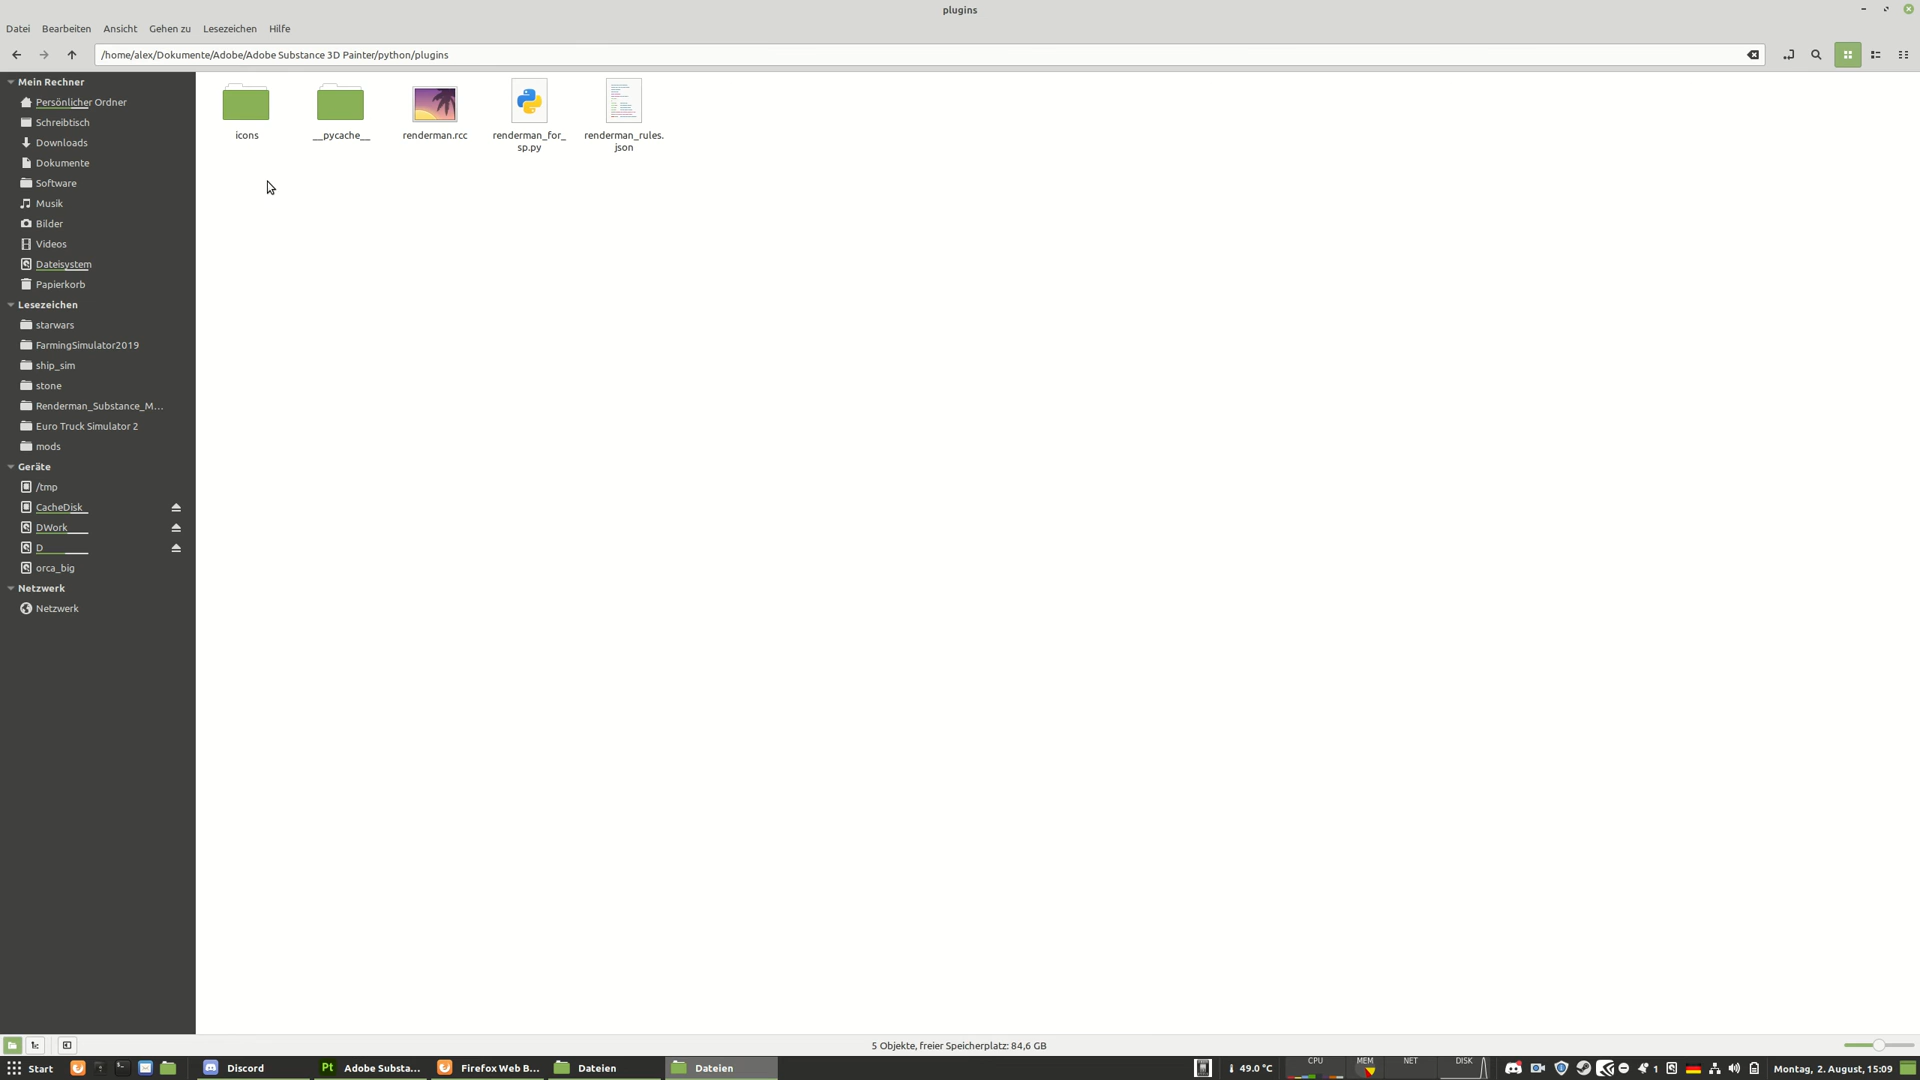 plugins
Datei Bearbeiten Ansicht Gehen zu Lesezeichen Hilfe
/home/alex/Dokumente/Adobe/Adobe Substance 3D Painter/python/plugins
Mein Rechner
Persönlicher Ordner
Schreibtisch
Downloads
Dokumente
Software
Musik
Bilder
Videos
Dateisystem
Papierkorb
Lesezeichen
starwars
FarmingSimulator2019
ship_sim
stone
Renderman_Substance_M...
Euro Truck Simulator 2
mods
Geräte
/tmp
CacheDisk
DWork
D
orca_big
Netzwerk
Netzwerk
icons
__pycache__
renderman.rcc
renderman_for_
sp.py
renderman_rules.
json
5 Objekte, freier Speicherplatz: 84,6 GB
Start
Discord
Pt Adobe Substa...
Firefox Web B...
Dateien
Dateien
49.0 °C
CPU
MEM
NET
DISK
1
Montag, 2. August, 15:09